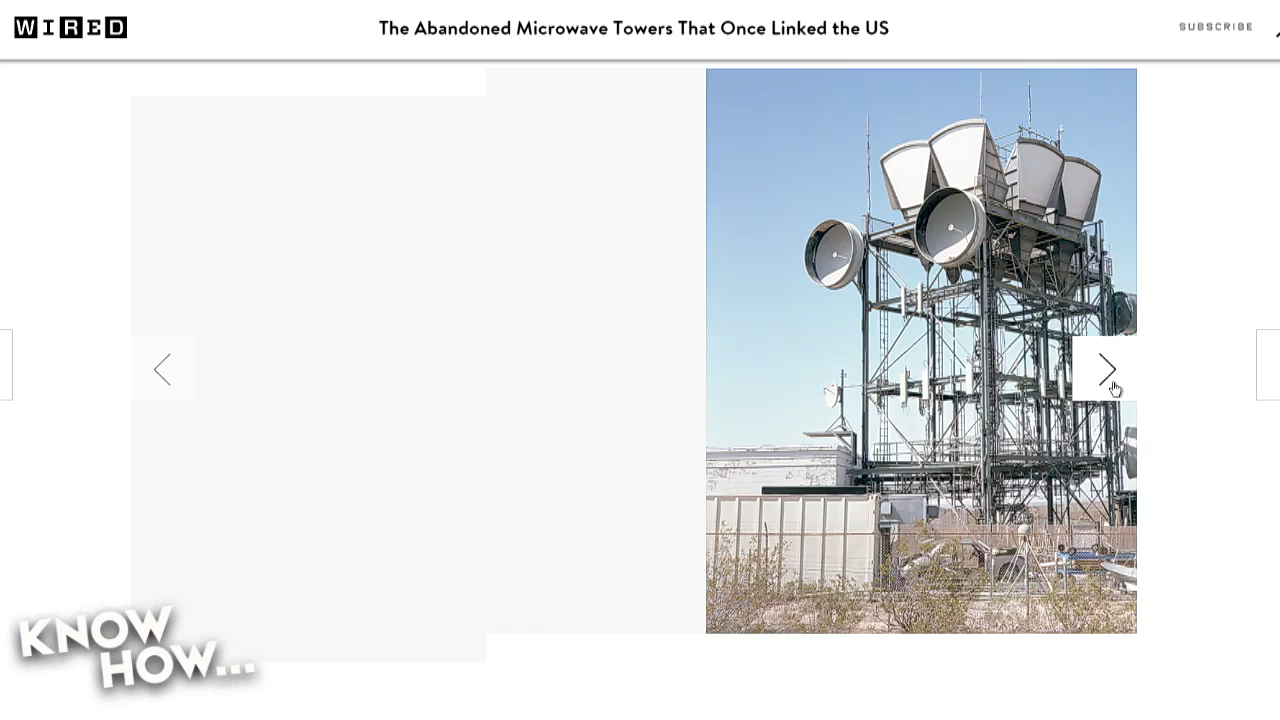 WIRED
The Abandoned Microwave Towers That Once Linked the US
SUBSCRIBE
KNOW
HOW...